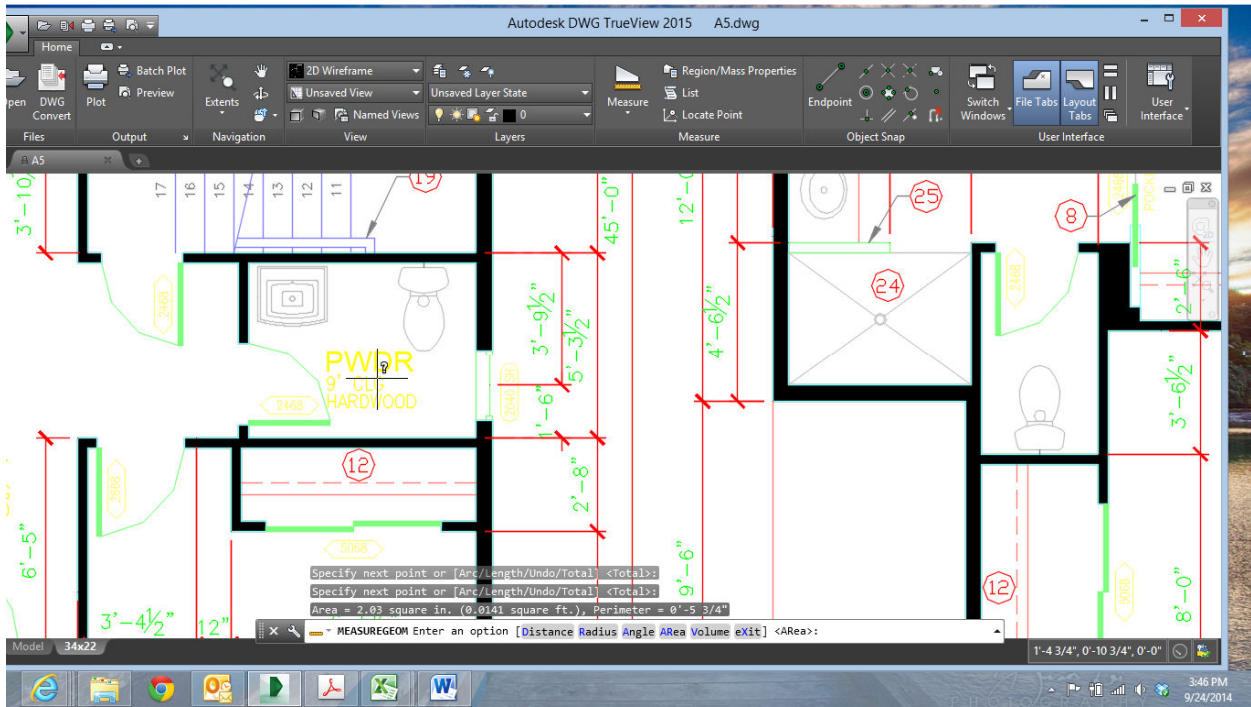 Autodesk DWG TrueView 2015 A5.dwg
Home
Open
DWG Convert
Files
Plot
Batch Plot
Preview
Output
Extents
Navigation
2D Wireframe
Unsaved View
Named Views
View
Unsaved Layer State
0
Layers
Measure
Region/Mass Properties
List
Locate Point
Measure
Endpoint
Object Snap
Switch Windows
File Tabs
Layout Tabs
User Interface
User Interface
A5
3'-10
17 16 15 14 13 12 11
19
45'-0"
12'-0
25
8
2468
24
2468
2'-6"
3'-9½"
5'-3½"
4'-6½"
PWDR
9' CLG
HARDWOOD
2468
2040 SH
1'-6"
3'-6½"
2468
12
2'-8"
2868
5068
6'-5"
9'-6"
12
5068
8'-0"
3'-4½"
12"
Specify next point or [Arc/Length/Undo/Total] <Total>:
Specify next point or [Arc/Length/Undo/Total] <Total>:
Area = 2.03 square in. (0.0141 square ft.), Perimeter = 0'-5 3/4"
MEASUREGEOM Enter an option [Distance Radius Angle ARea Volume eXit] <ARea>:
Model 34x22
1'-4 3/4", 0'-10 3/4", 0'-0"
3:46 PM
9/24/2014